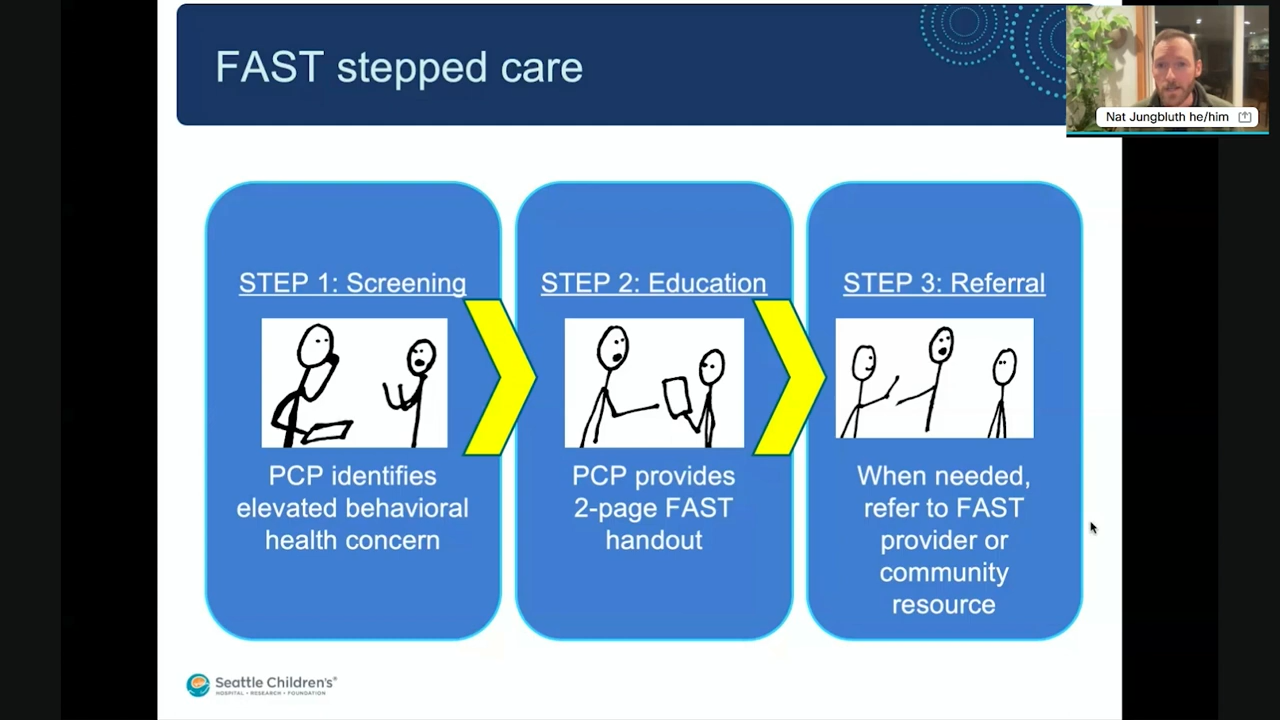 FAST stepped care
Nat Jungbluth he/him
STEP 1: Screening
PCP identifies
elevated behavioral
health concern
STEP 2: Education
PCP provides
2-page FAST
handout
STEP 3: Referral
When needed,
refer to FAST
provider or
community
resource
Seattle Children's®
HOSPITAL • RESEARCH • FOUNDATION